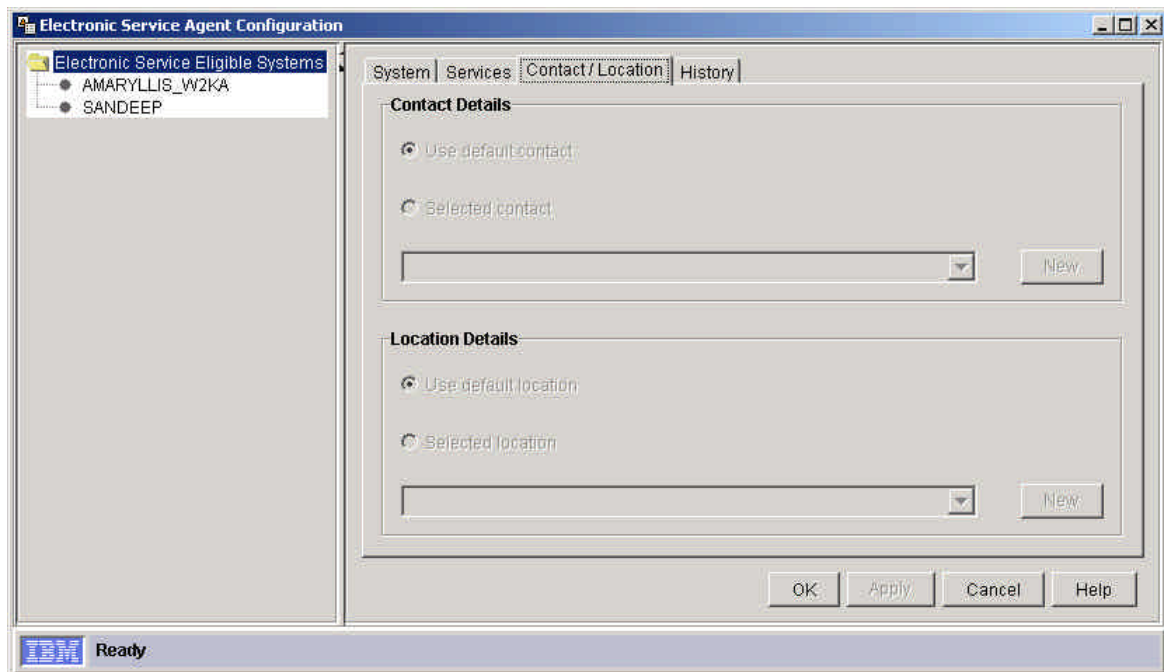 Electronic Service Agent Configuration
Electronic Service Eligible Systems
AMARYLLIS_W2KA
SANDEEP
System Services Contact / Location History
Contact Details
Use default contact
Selected contact
New
Location Details
Use default location
Selected location
New
OK Apply Cancel Help
IBM Ready